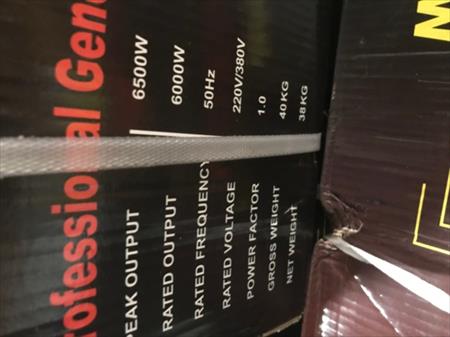 rofessional Gene
PEAK OUTPUT 6500W
RATED OUTPUT 6000W
RATED FREQUENCY 50Hz
RATED VOLTAGE 220V/380V
POWER FACTOR 1.0
GROSS WEIGHT 40KG
NET WEIGHT 38KG